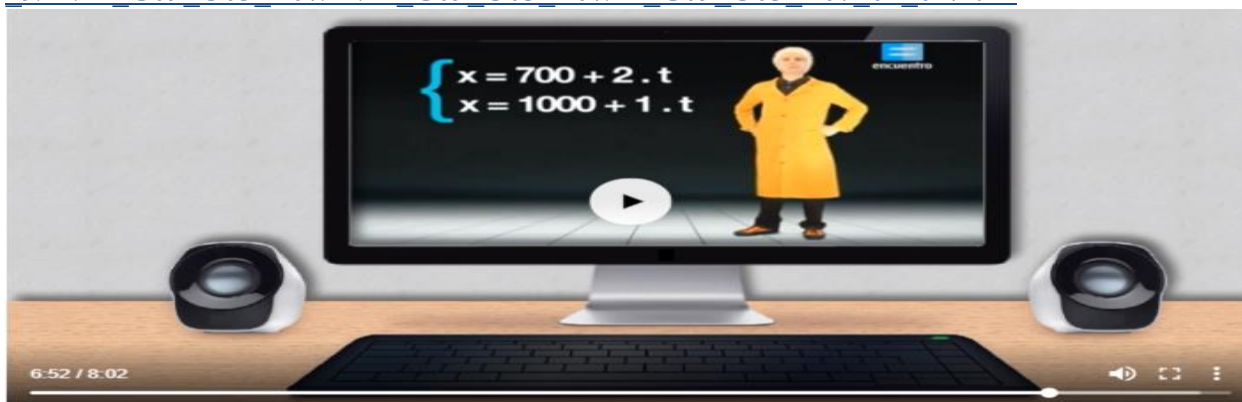 x = 700 + 2 . t
x = 1000 + 1 . t
encuentro
6:52 / 8:02